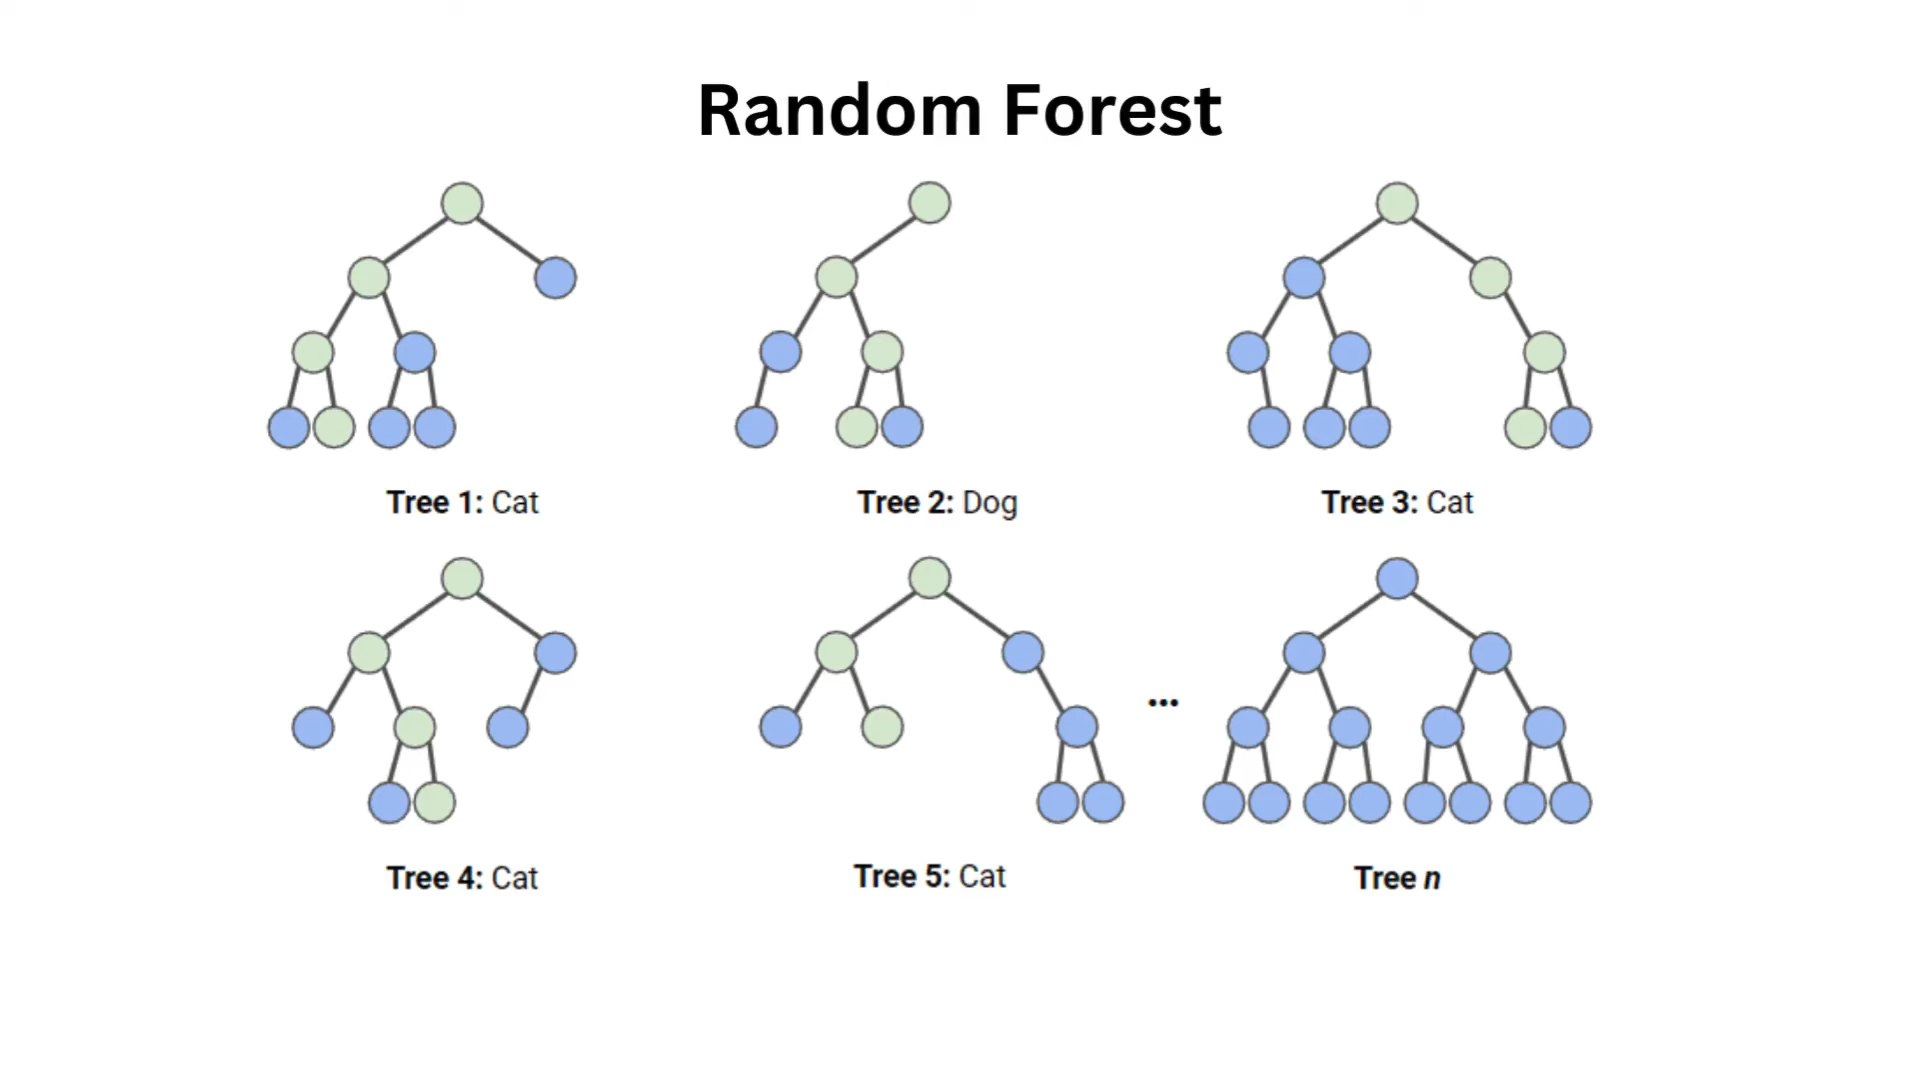 Random Forest
Tree 1: Cat
Tree 2: Dog
Tree 3: Cat
...
Tree 4: Cat
Tree 5: Cat
Tree n